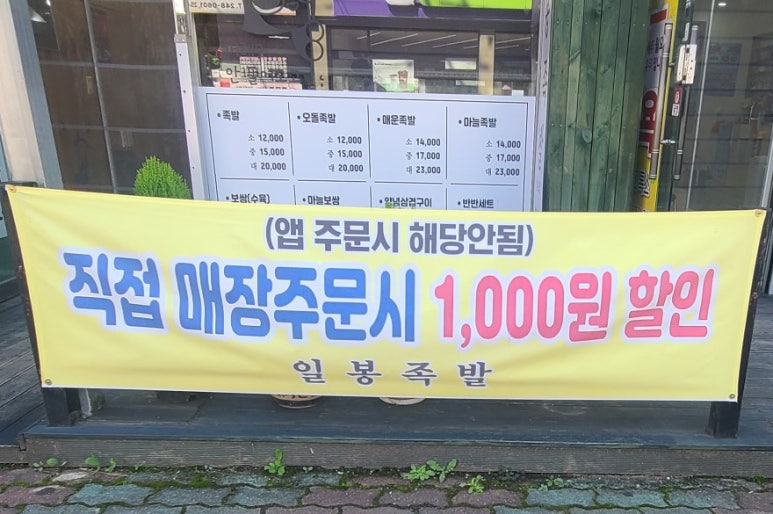 T.248-0601
• 족발
소 12,000
중 15,000
대 20,000
• 오돌족발
소 12,000
중 15,000
대 20,000
• 매운족발
소 14,000
중 17,000
대 23,000
• 마늘족발
소 14,000
중 17,000
대 23,000
• 보쌈(수육)
• 마늘보쌈
• 양념삼겹구이
• 반반세트
(앱 주문시 해당안됨)
직접 매장주문시 1,000원 할인
일봉족발